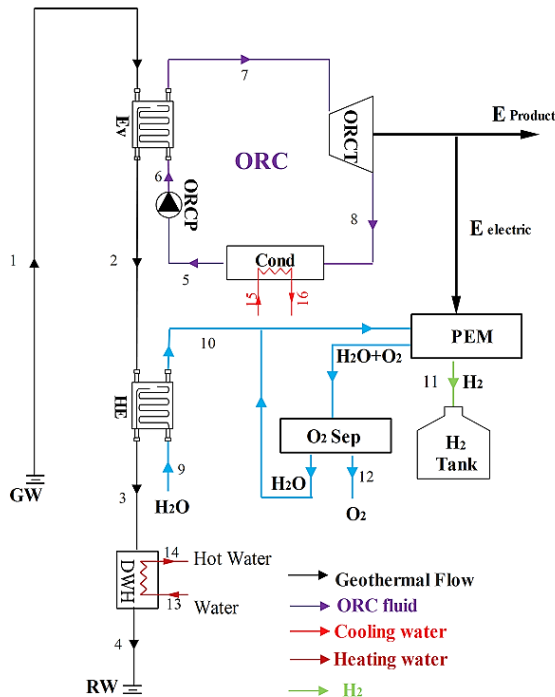 7
E Product
Ev
ORCT
ORC
6
ORCP
8
E electric
1
2
5
Cond
15
16
10
PEM
H2O+O2
11
H2
HE
O2 Sep
H2
Tank
9
H2O
12
H2O
O2
GW
3
14
Hot Water
DWH
13
Water
Geothermal Flow
ORC fluid
4
Cooling water
Heating water
RW
H2